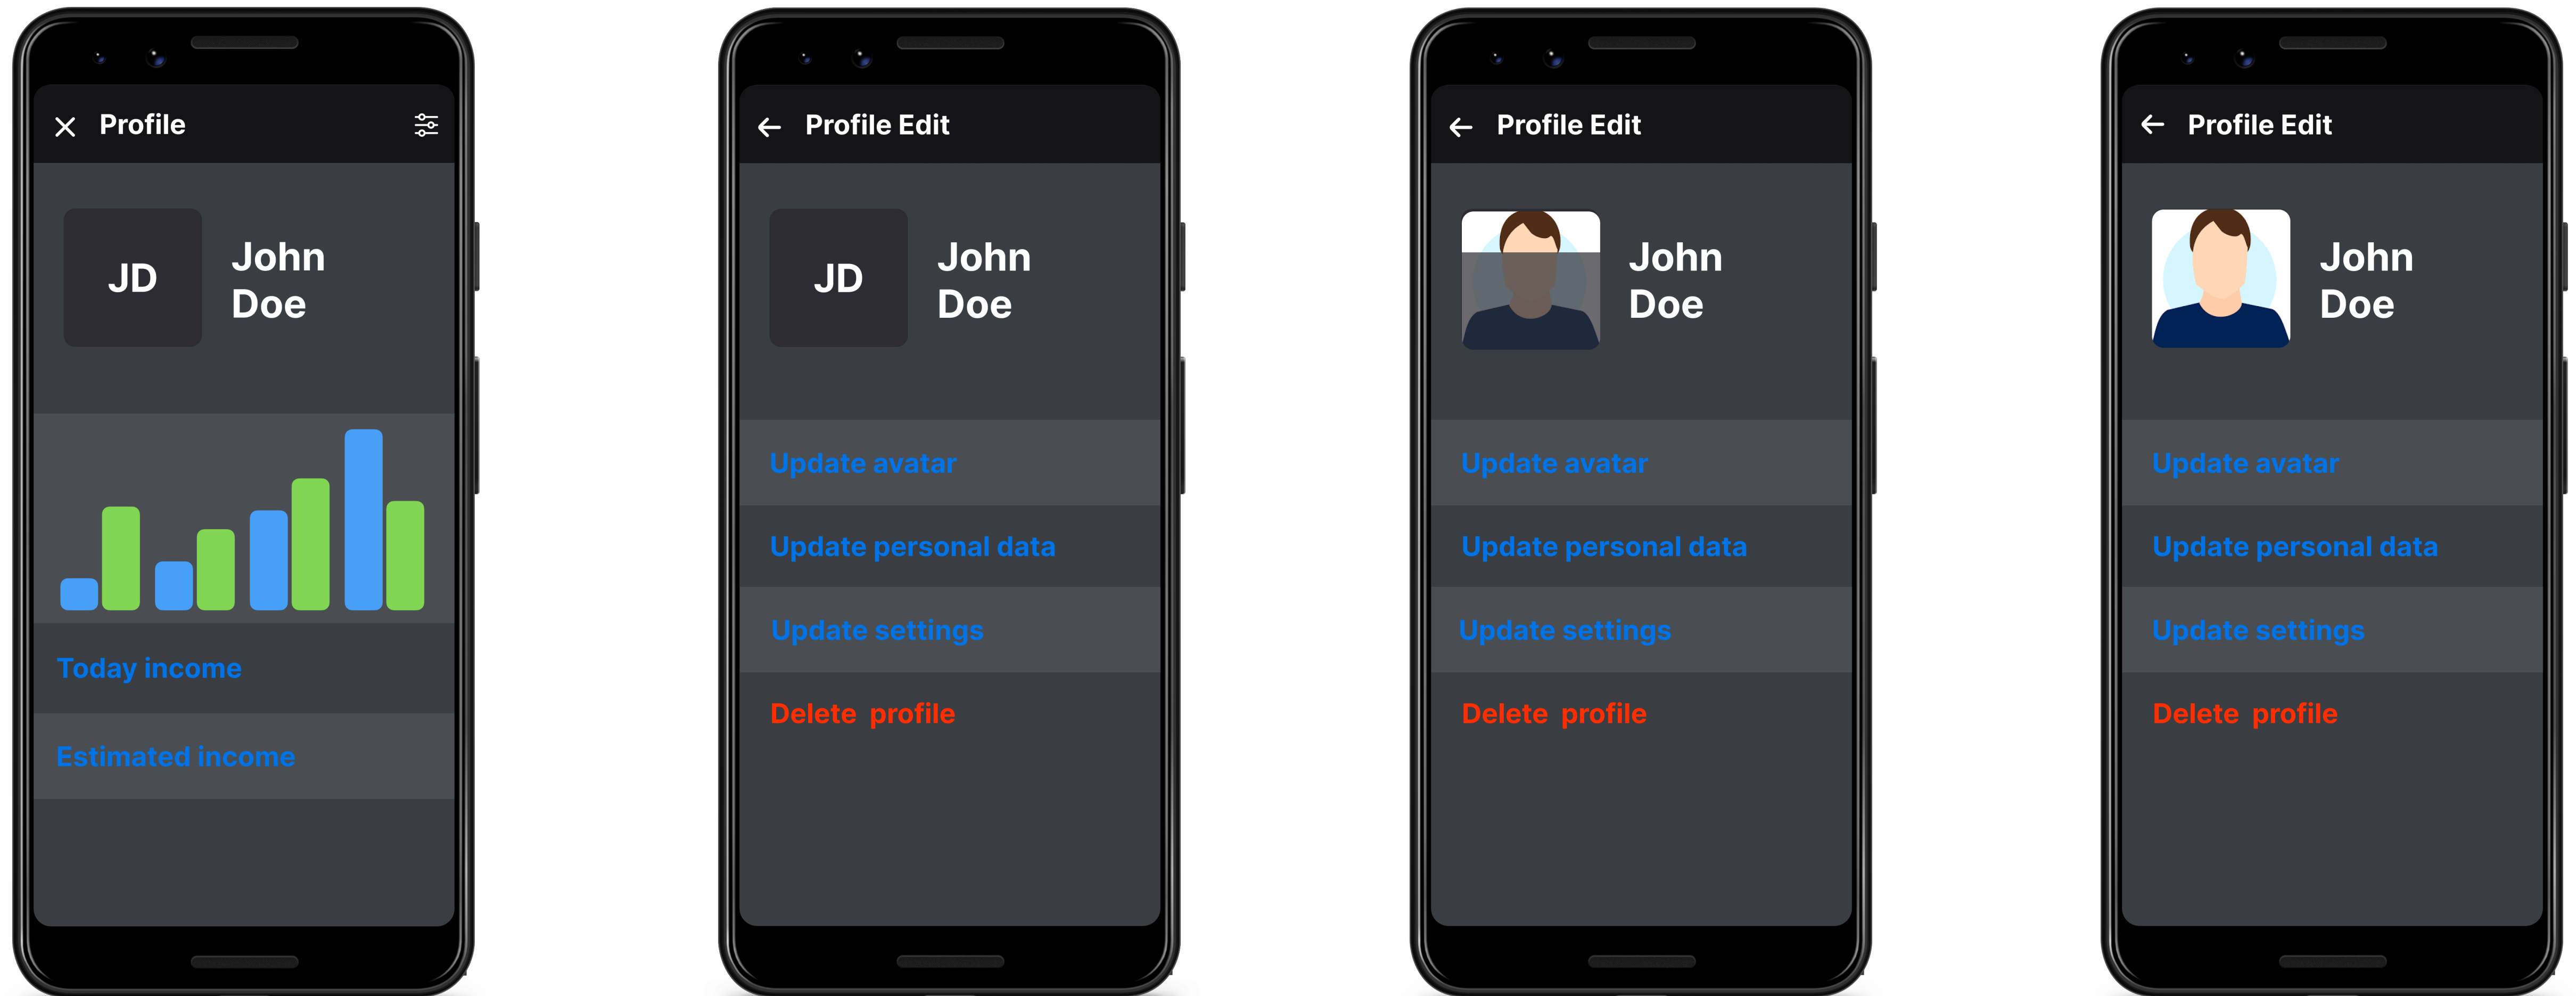 Profile
JD
John
Doe
Today income
Estimated income
Profile Edit
JD
John
Doe
Update avatar
Update personal data
Update settings
Delete profile
Profile Edit
John
Doe
Update avatar
Update personal data
Update settings
Delete profile
Profile Edit
John
Doe
Update avatar
Update personal data
Update settings
Delete profile